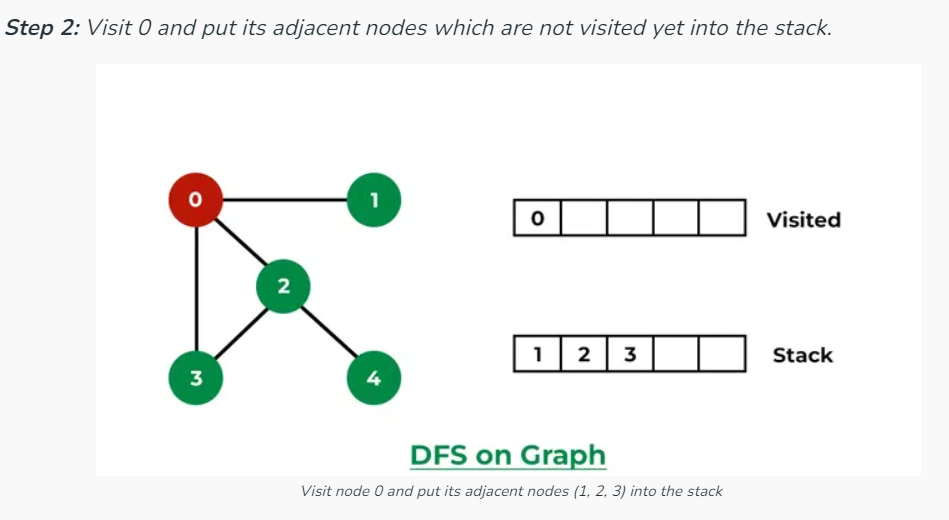 Step 2: Visit 0 and put its adjacent nodes which are not visited yet into the stack.
0 1
0 Visited
2
1 2 3 Stack
3 4
DFS on Graph
Visit node 0 and put its adjacent nodes (1, 2, 3) into the stack